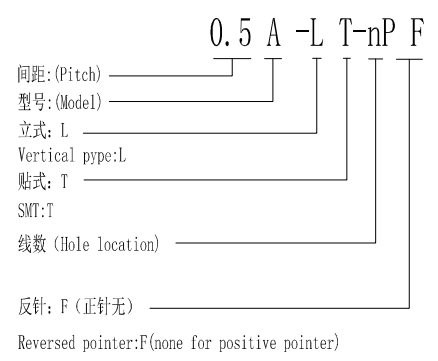 0.5 A -L T-nP F
间距:(Pitch)
型号:(Model)
立式: L
Vertical pype:L
贴式: T
SMT:T
线数 (Hole location)
反针: F (正针无)
Reversed pointer:F(none for positive pointer)